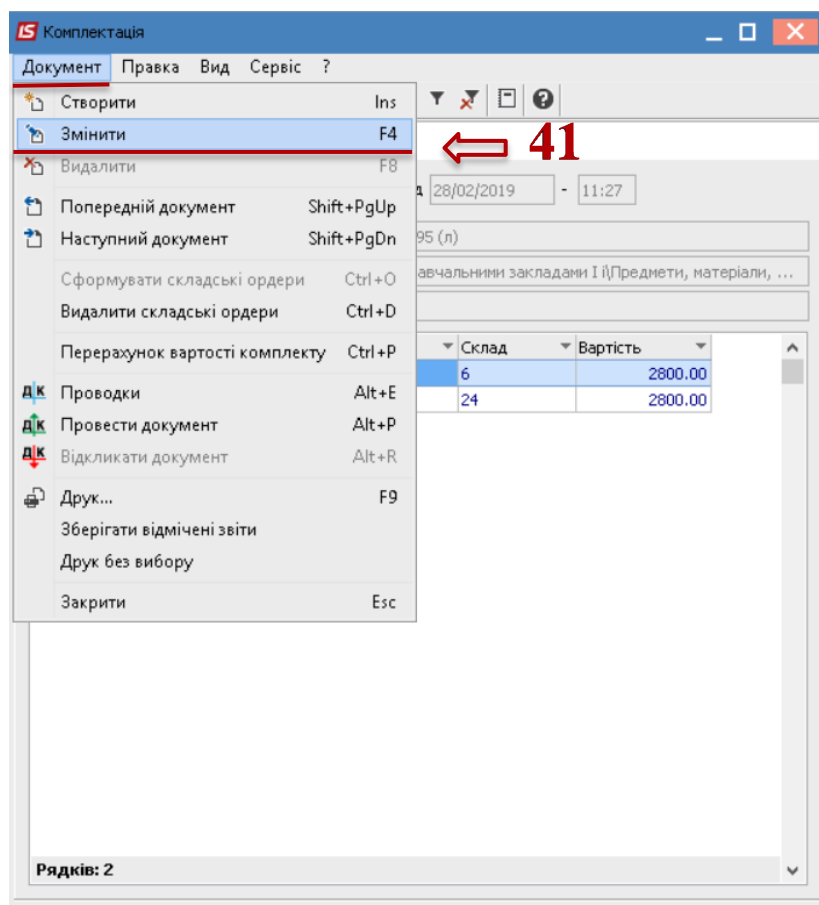 Комплектація
Документ Правка Вид Сервіс ?
Створити Ins
Змінити F4
41
Видалити F8
28/02/2019 - 11:27
Попередній документ Shift+PgUp
Наступний документ Shift+PgDn
95 (л)
Сформувати складські ордери Ctrl+O
авчальними закладами І і\Предмети, матеріали, ...
Видалити складські ордери Ctrl+D
Перерахунок вартості комплекту Ctrl+P
Склад Вартість
6 2800.00
Проводки Alt+E
24 2800.00
Провести документ Alt+P
Відкликати документ Alt+R
Друк... F9
Зберігати відмічені звіти
Друк без вибору
Закрити Esc
Рядків: 2